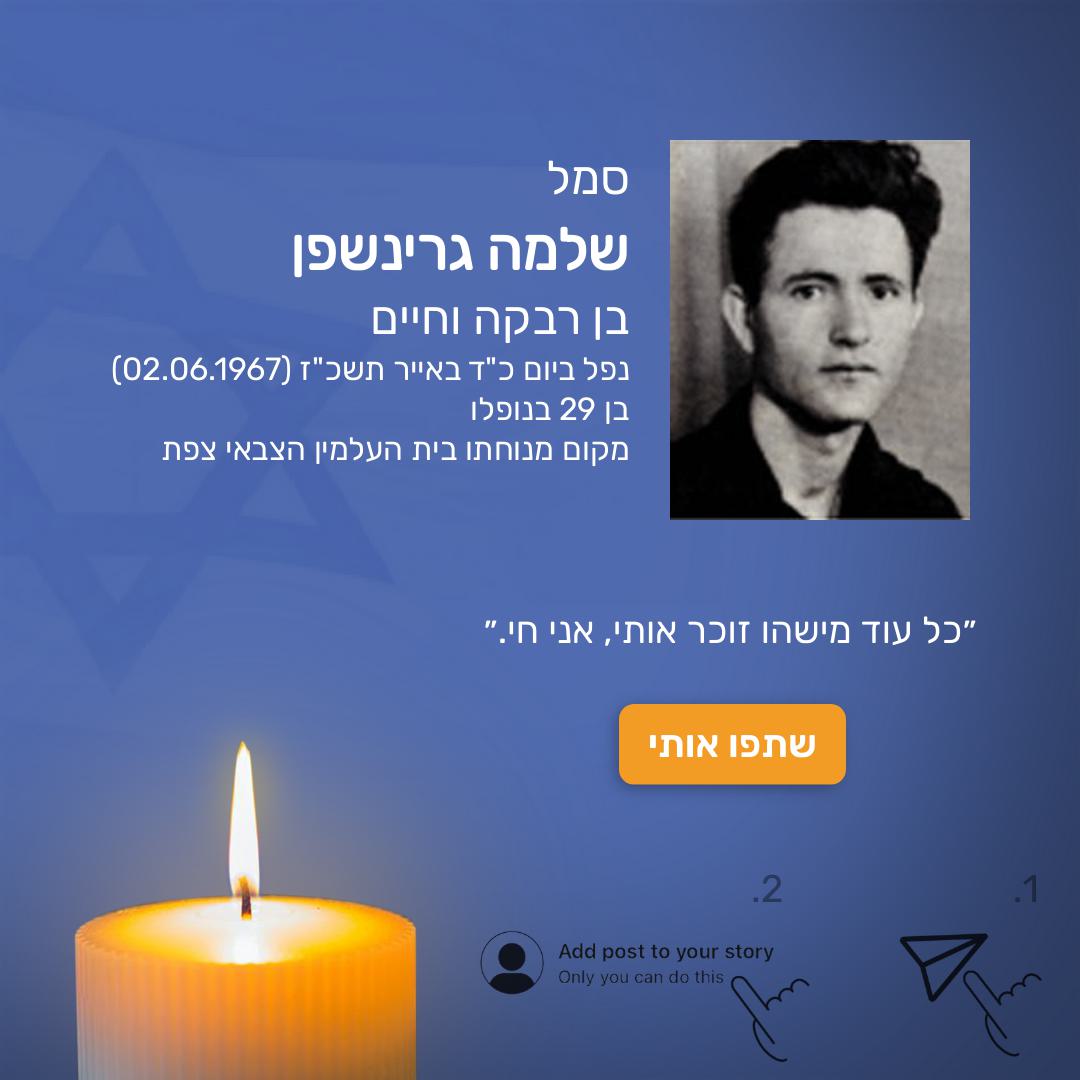 סמל
שלמה גרינשפן
בן רבקה וחיים
נפל ביום כ"ד באייר תשכ"ז (02.06.1967)
בן 29 בנופלו
מקום מנוחתו בית העלמין הצבאי צפת
״כל עוד מישהו זוכר אותי, אני חי.״
שתפו אותי
.1
.2
Add post to your story
Only you can do this